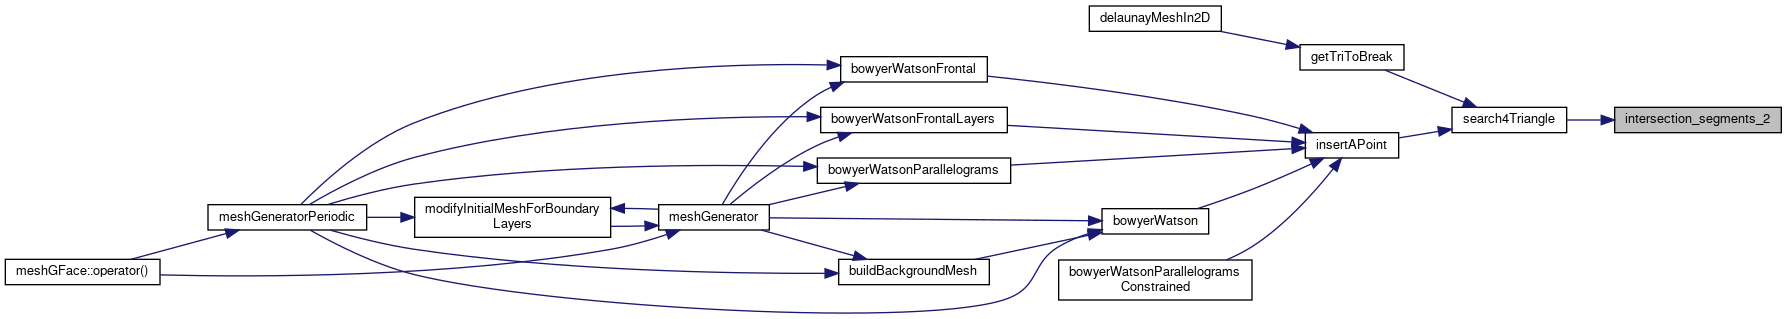 delaunayMeshIn2D
getTriToBreak
bowyerWatsonFrontal
bowyerWatsonFrontalLayers
search4Triangle
intersection_segments_2
insertAPoint
bowyerWatsonParallelograms
meshGeneratorPeriodic
modifyInitialMeshForBoundary
Layers
meshGenerator
bowyerWatson
meshGFace::operator()
buildBackgroundMesh
bowyerWatsonParallelograms
Constrained